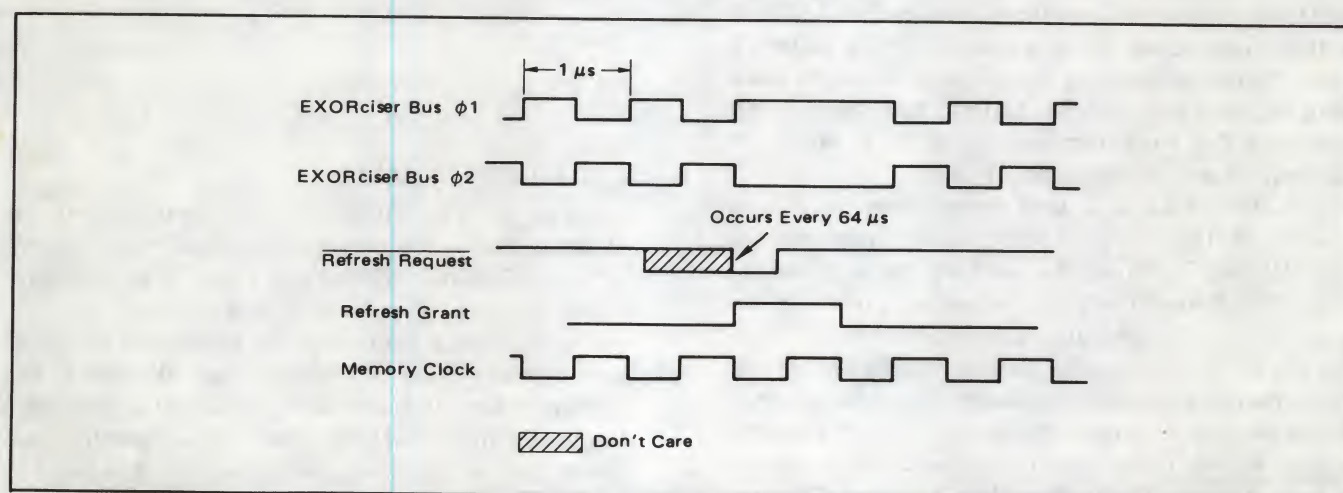 1 μs
EXORciser Bus φ1
EXORciser Bus φ2
Occurs Every 64 μs
Refresh Request
Refresh Grant
Memory Clock
Don't Care